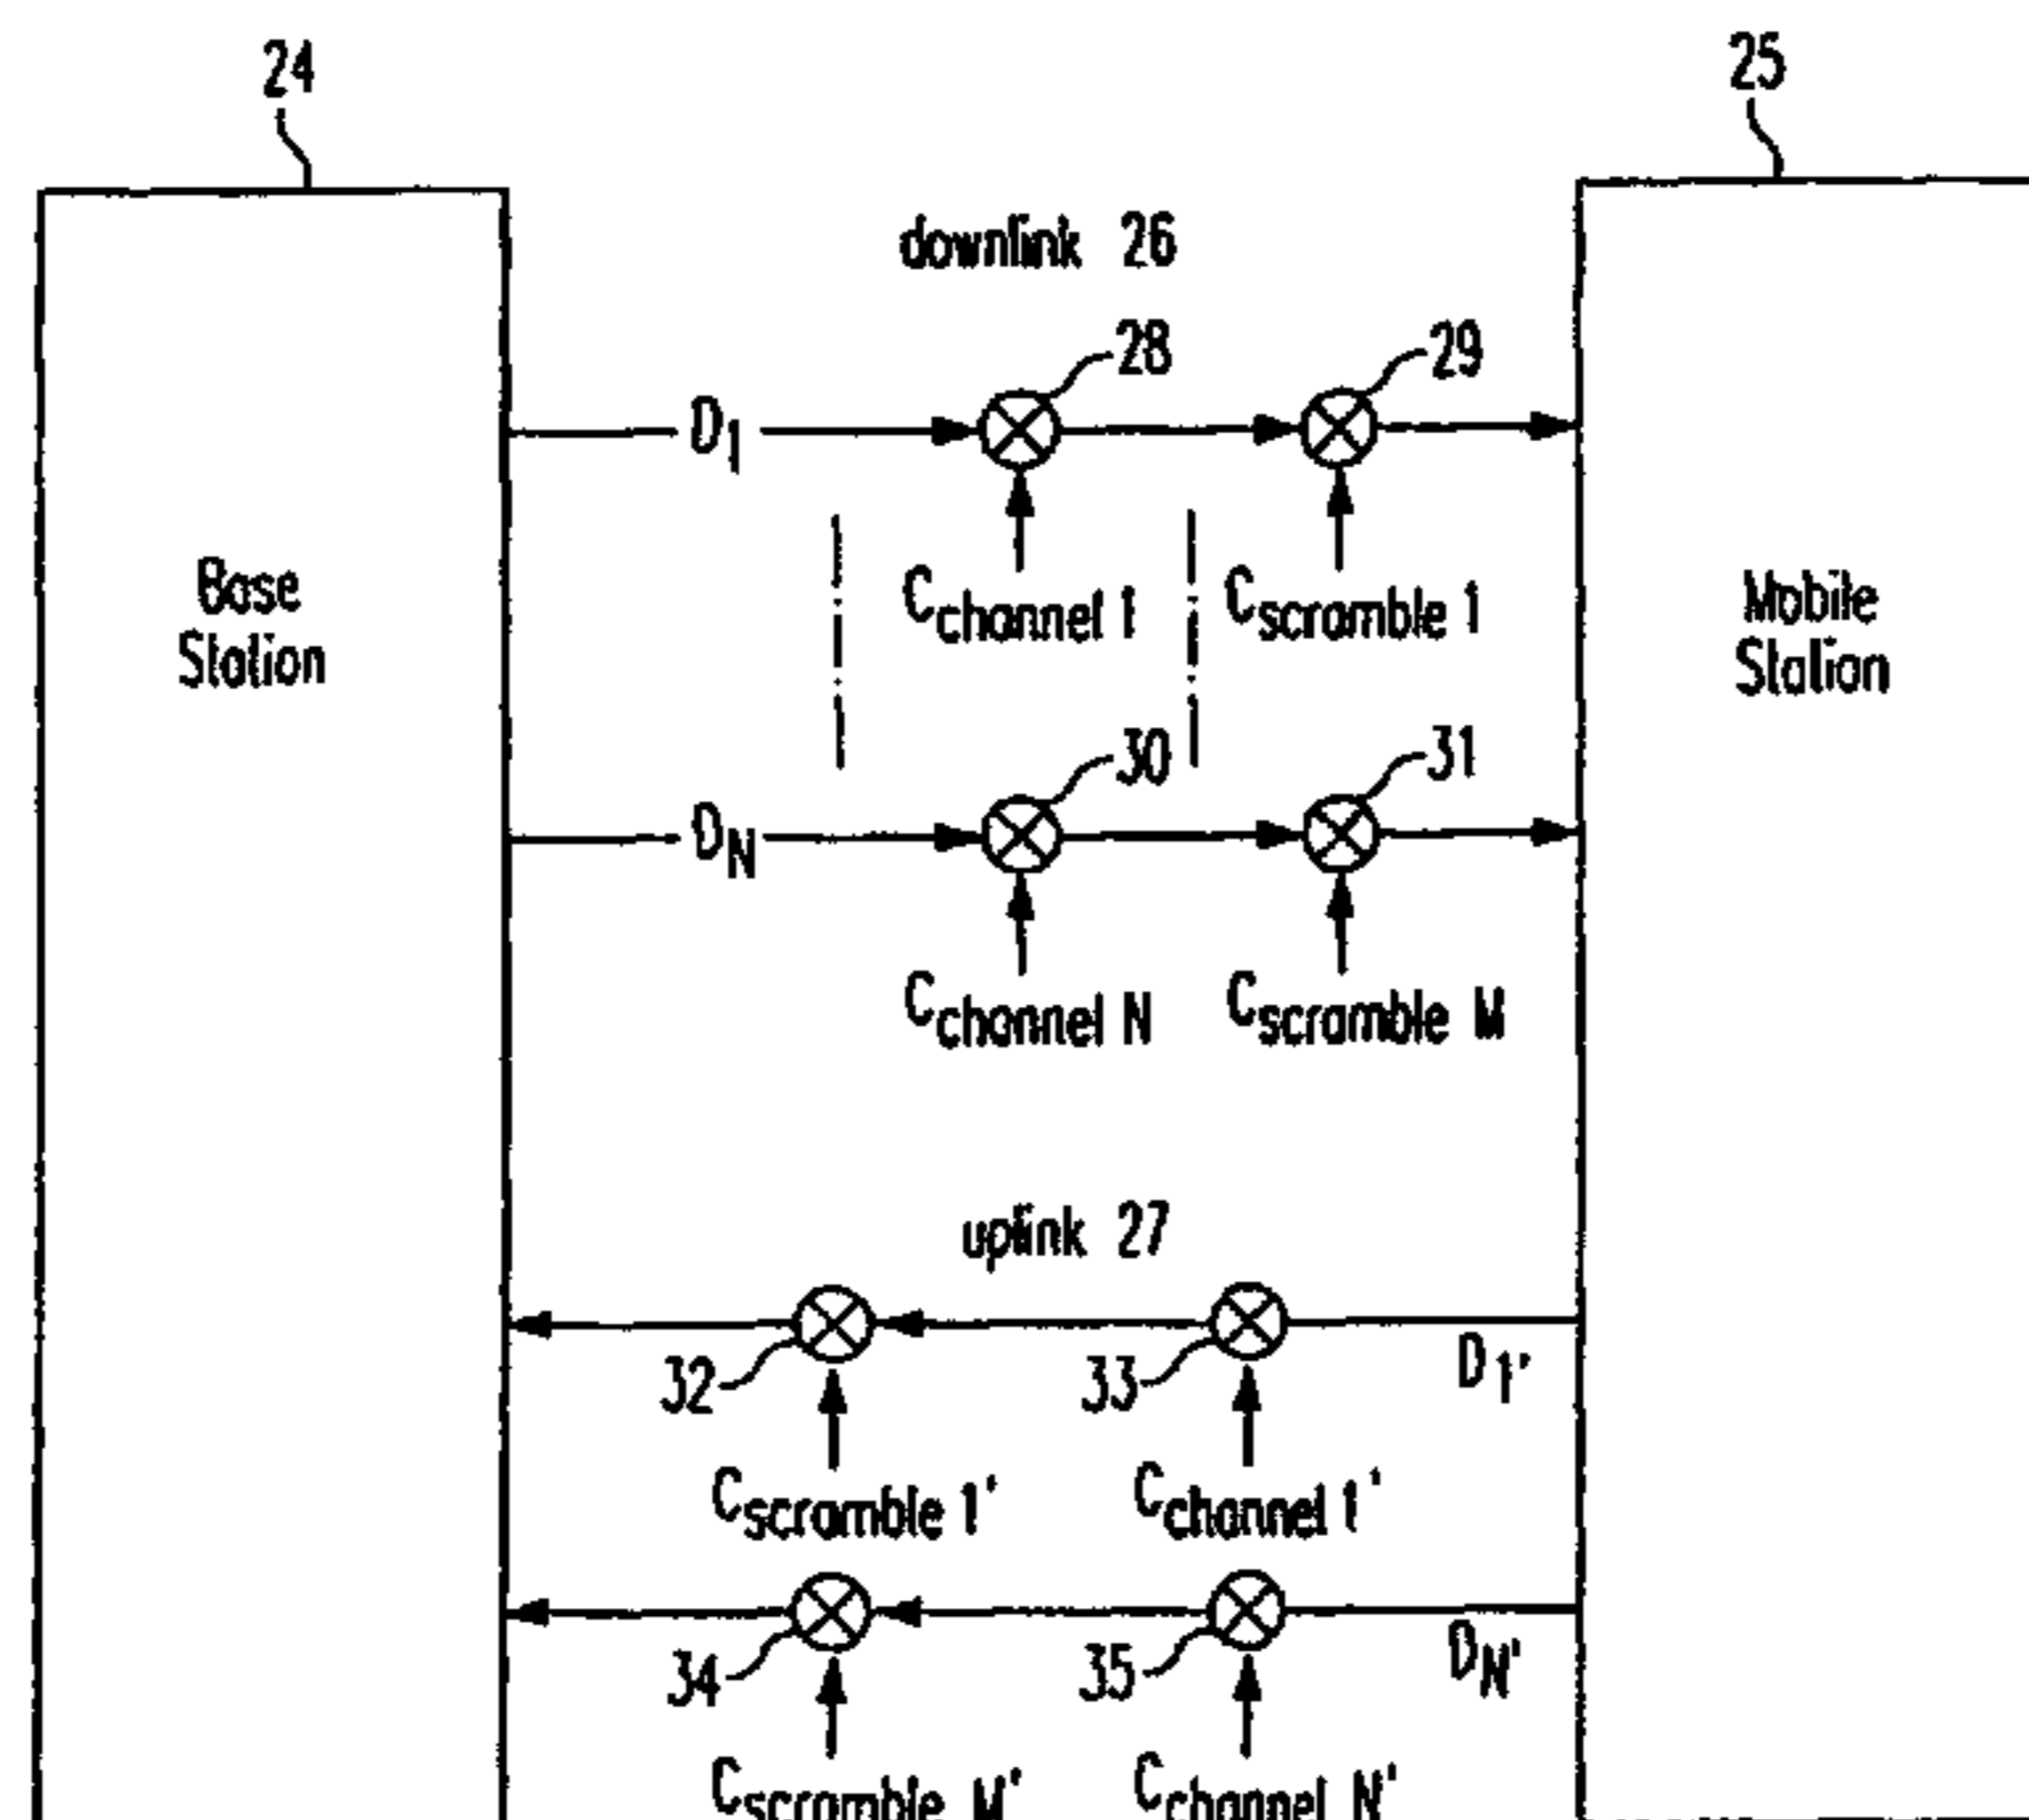 24
25
downlink 26
28
29
D1
Base
Station
Cchannel 1
Cscramble 1
Mobile
Station
30
31
DN
Cchannel N
Cscramble M
uplink 27
32
33
D1'
Cscramble 1'
Cchannel 1'
34
35
DN'
Cscramble M'
Cchannel N'